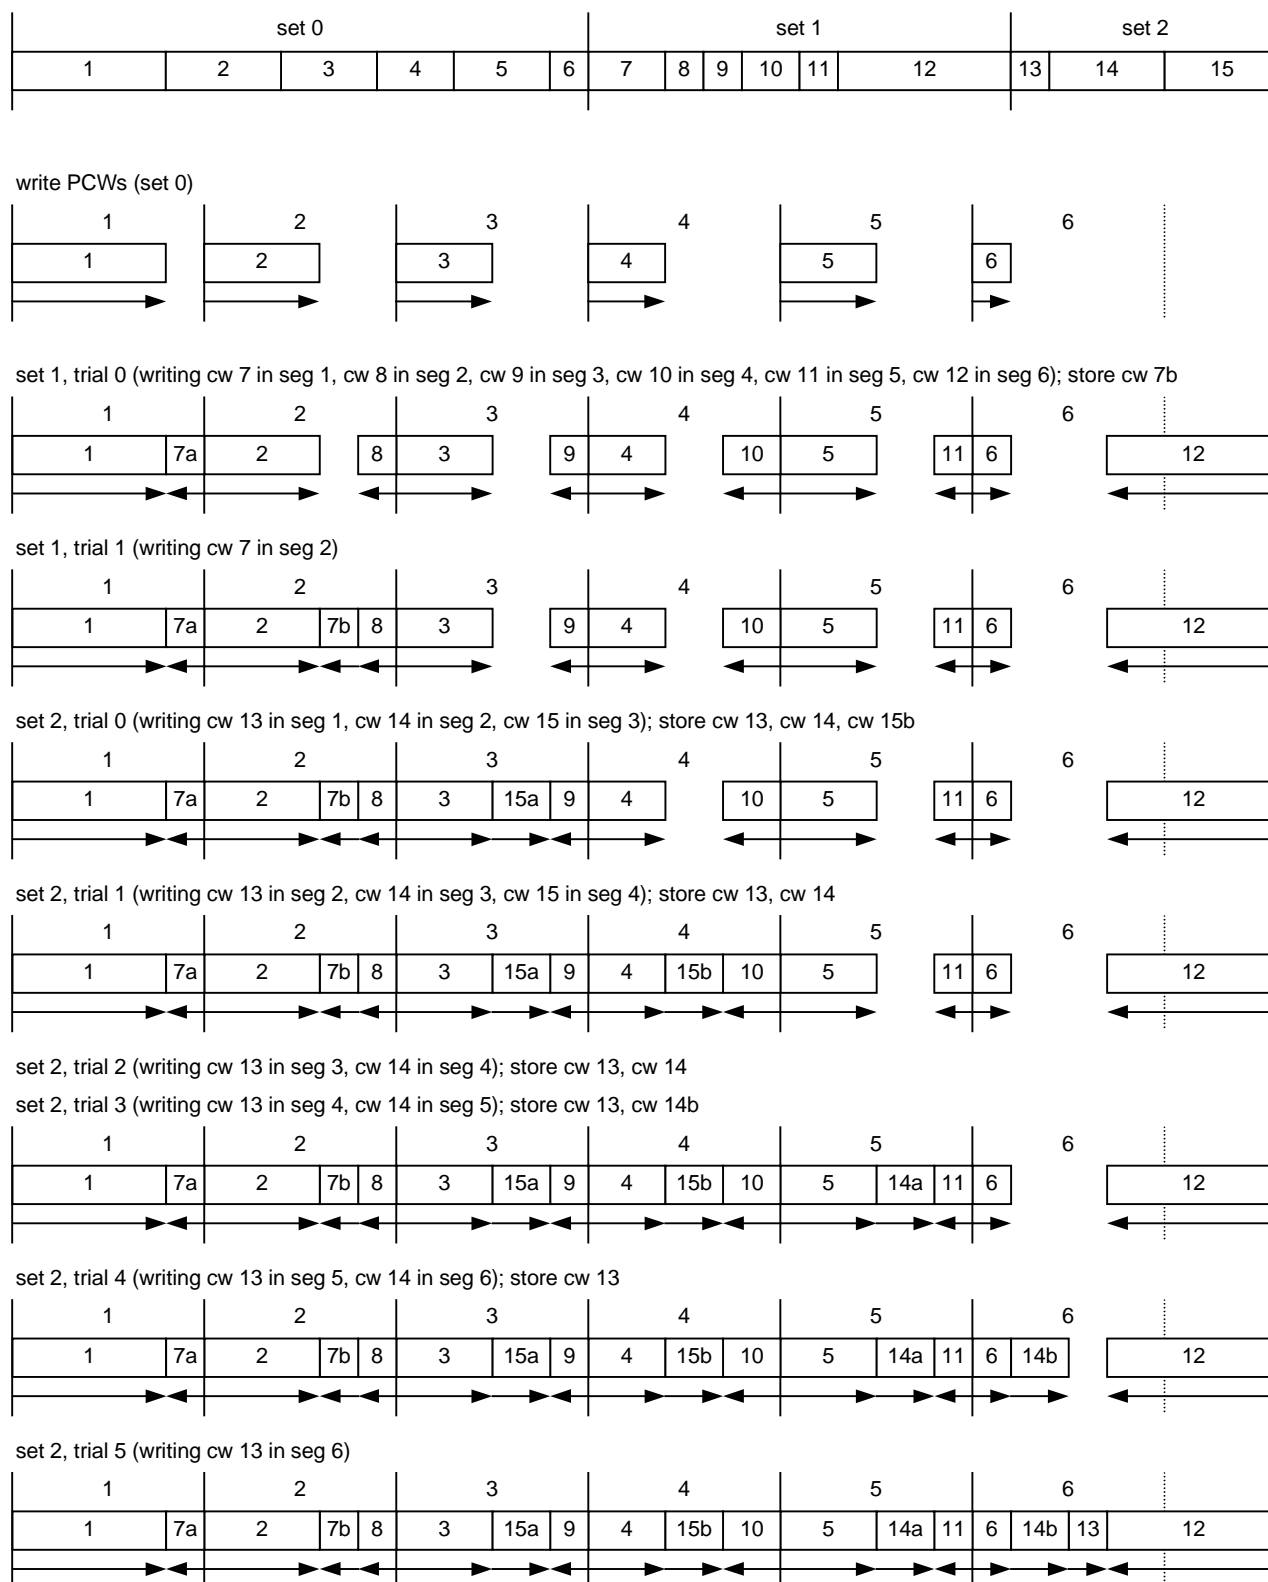 set 0 set 1 set 2
1 2 3 4 5 6 7 8 9 10 11 12 13 14 15
write PCWs (set 0)
1 2 3 4 5 6
1 2 3 4 5 6
set 1, trial 0 (writing cw 7 in seg 1, cw 8 in seg 2, cw 9 in seg 3, cw 10 in seg 4, cw 11 in seg 5, cw 12 in seg 6); store cw 7b
1 2 3 4 5 6
1 7a 2 8 3 9 4 10 5 11 6 12
set 1, trial 1 (writing cw 7 in seg 2)
1 2 3 4 5 6
1 7a 2 7b 8 3 9 4 10 5 11 6 12
set 2, trial 0 (writing cw 13 in seg 1, cw 14 in seg 2, cw 15 in seg 3); store cw 13, cw 14, cw 15b
1 2 3 4 5 6
1 7a 2 7b 8 3 15a 9 4 10 5 11 6 12
set 2, trial 1 (writing cw 13 in seg 2, cw 14 in seg 3, cw 15 in seg 4); store cw 13, cw 14
1 2 3 4 5 6
1 7a 2 7b 8 3 15a 9 4 15b 10 5 11 6 12
set 2, trial 2 (writing cw 13 in seg 3, cw 14 in seg 4); store cw 13, cw 14
set 2, trial 3 (writing cw 13 in seg 4, cw 14 in seg 5); store cw 13, cw 14b
1 2 3 4 5 6
1 7a 2 7b 8 3 15a 9 4 15b 10 5 14a 11 6 12
set 2, trial 4 (writing cw 13 in seg 5, cw 14 in seg 6); store cw 13
1 2 3 4 5 6
1 7a 2 7b 8 3 15a 9 4 15b 10 5 14a 11 6 14b 12
set 2, trial 5 (writing cw 13 in seg 6)
1 2 3 4 5 6
1 7a 2 7b 8 3 15a 9 4 15b 10 5 14a 11 6 14b 13 12